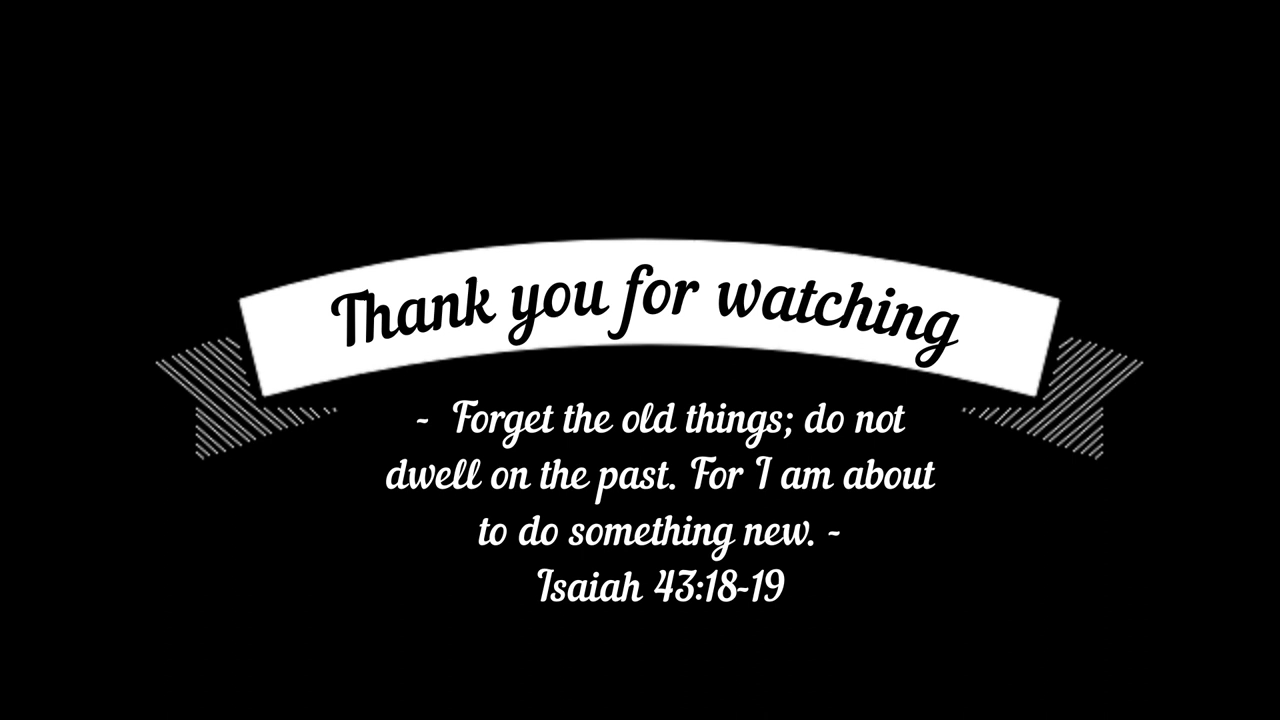 Thank you for watching
- Forget the old things; do not
dwell on the past. For I am about
to do something new. -
Isaiah 43:18-19